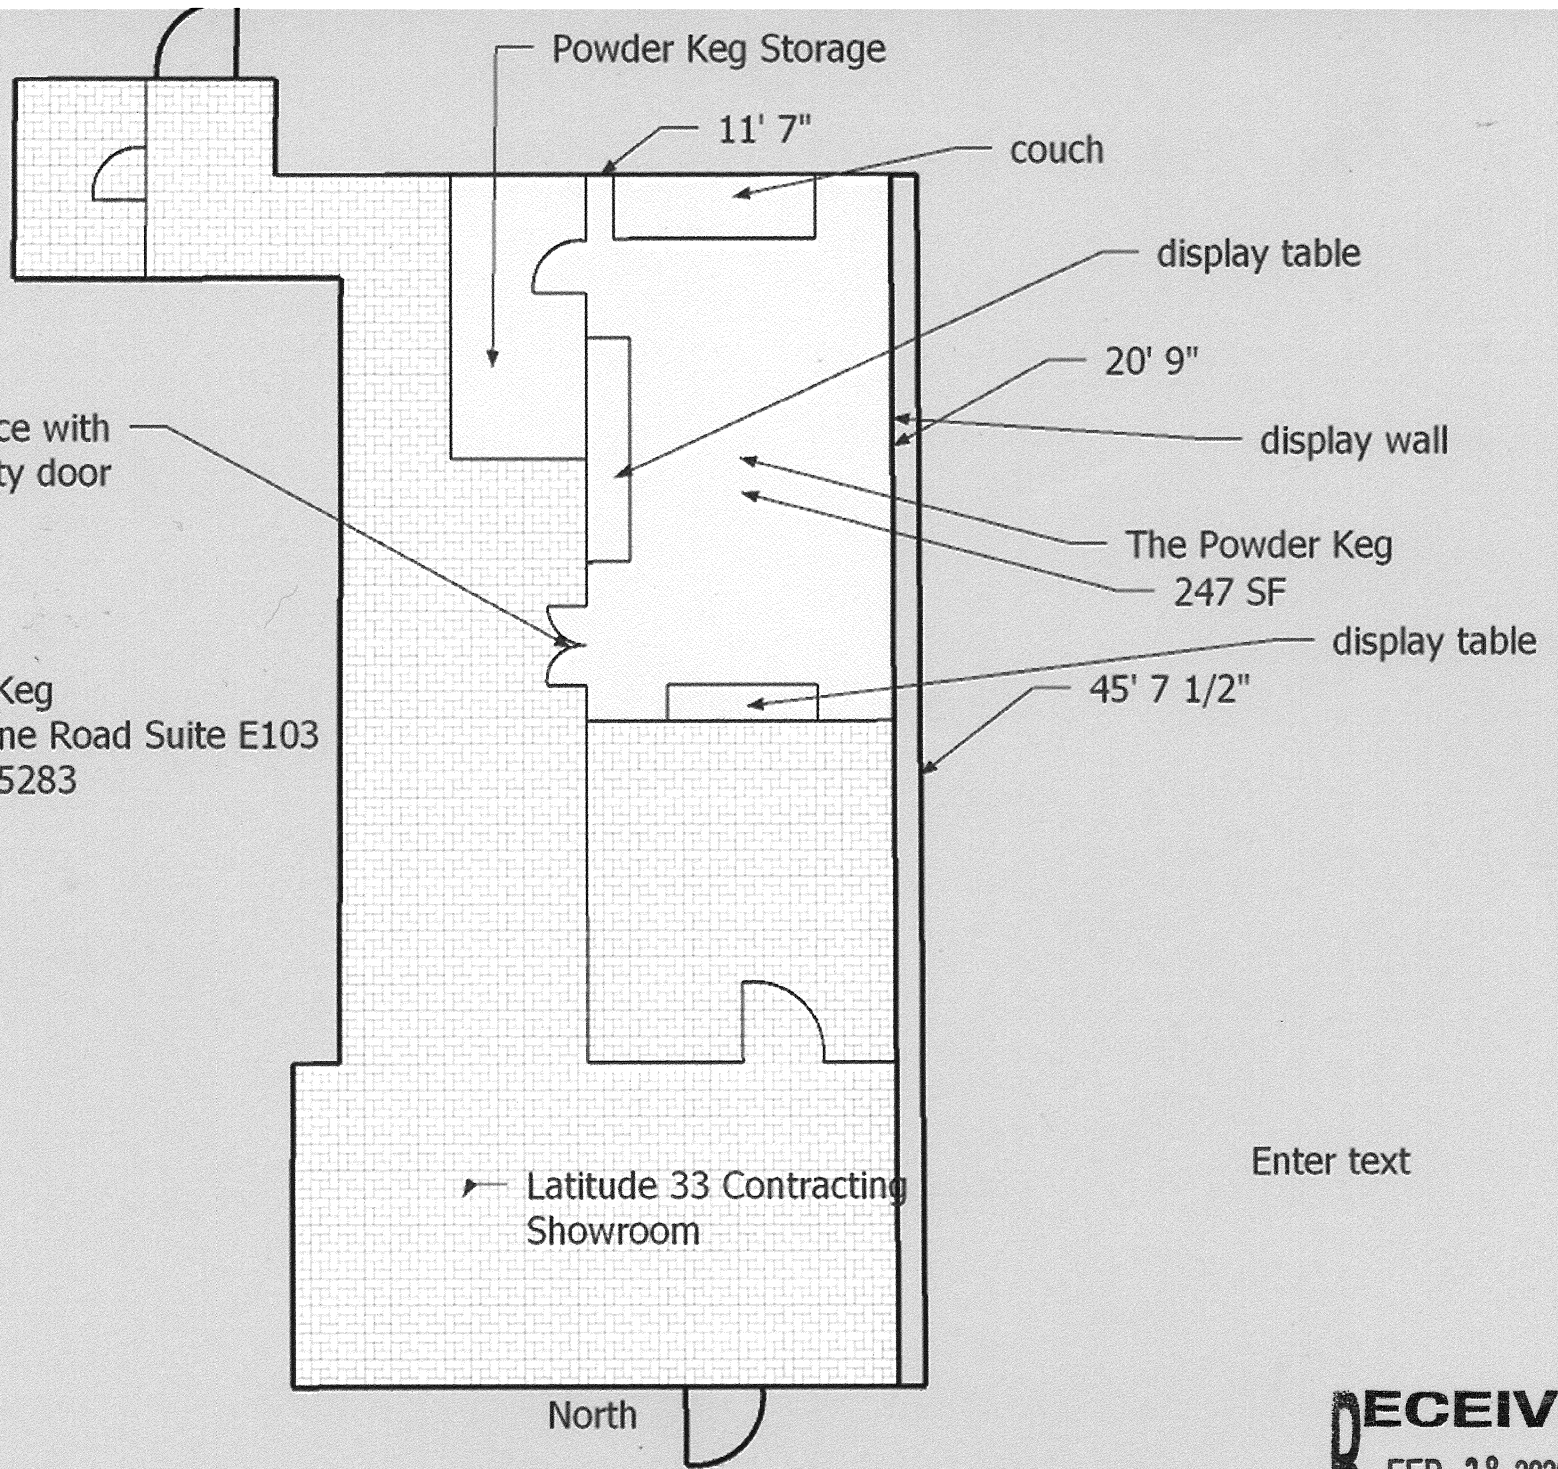 Powder Keg Storage
11' 7"
couch
display table
20' 9"
ce with
ty door
display wall
The Powder Keg
247 SF
display table
45' 7 1/2"
Keg
ne Road Suite E103
5283
Enter text
Latitude 33 Contracting
Showroom
North
RECEIV